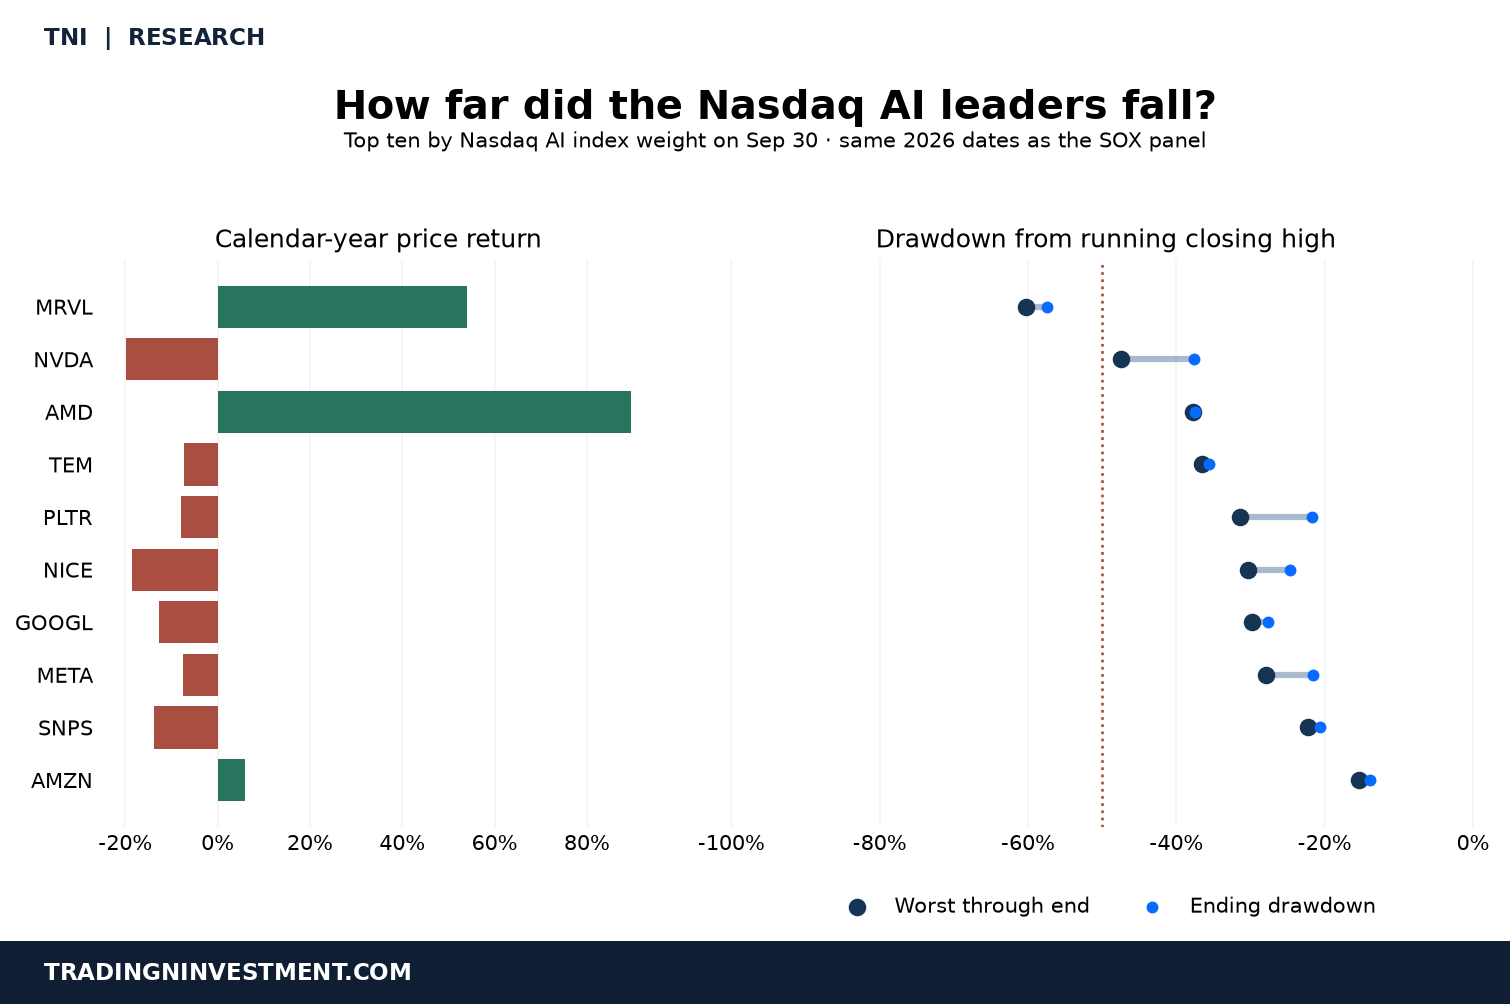 TNI | RESEARCH
How far did the Nasdaq AI leaders fall?
Top ten by Nasdaq AI index weight on Sep 30 · same 2026 dates as the SOX panel
Calendar-year price return
Drawdown from running closing high
MRVL
NVDA
AMD
TEM
PLTR
NICE
GOOGL
META
SNPS
AMZN
-20% 0% 20% 40% 60% 80%
-100% -80% -60% -40% -20% 0%
Worst through end
Ending drawdown
TRADINGNINVESTMENT.COM